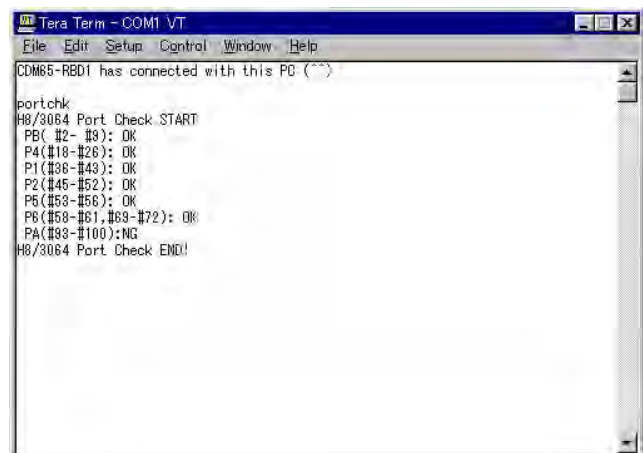 Tera Term - COM1 VT
File Edit Setup Control Window Help
CDM65-RBD1 has connected with this PC (^^)
portchk
H8/3064 Port Check START
PB( #2- #9): OK
P4(#18-#26): OK
P1(#36-#43): OK
P2(#45-#52): OK
P5(#53-#56): OK
P6(#58-#61,#69-#72): OK
PA(#93-#100):NG
H8/3064 Port Check END!